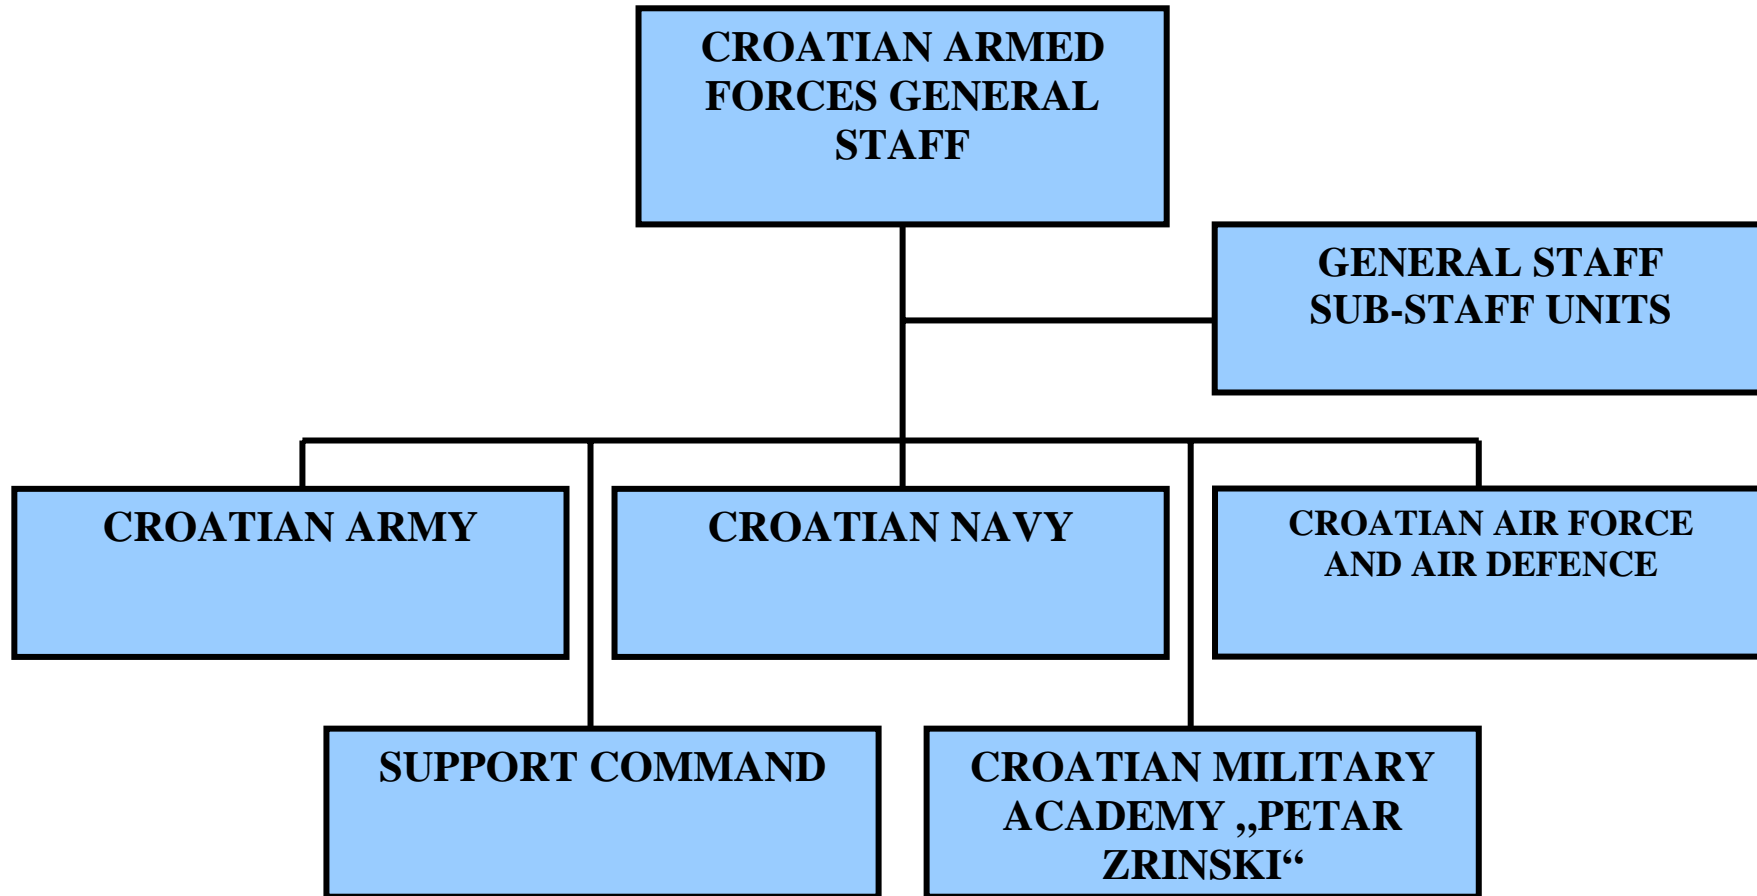 CROATIAN ARMED
FORCES GENERAL
STAFF
GENERAL STAFF
SUB-STAFF UNITS
CROATIAN ARMY
CROATIAN NAVY
CROATIAN AIR FORCE
AND AIR DEFENCE
SUPPORT COMMAND
CROATIAN MILITARY
ACADEMY „PETAR
ZRINSKI“